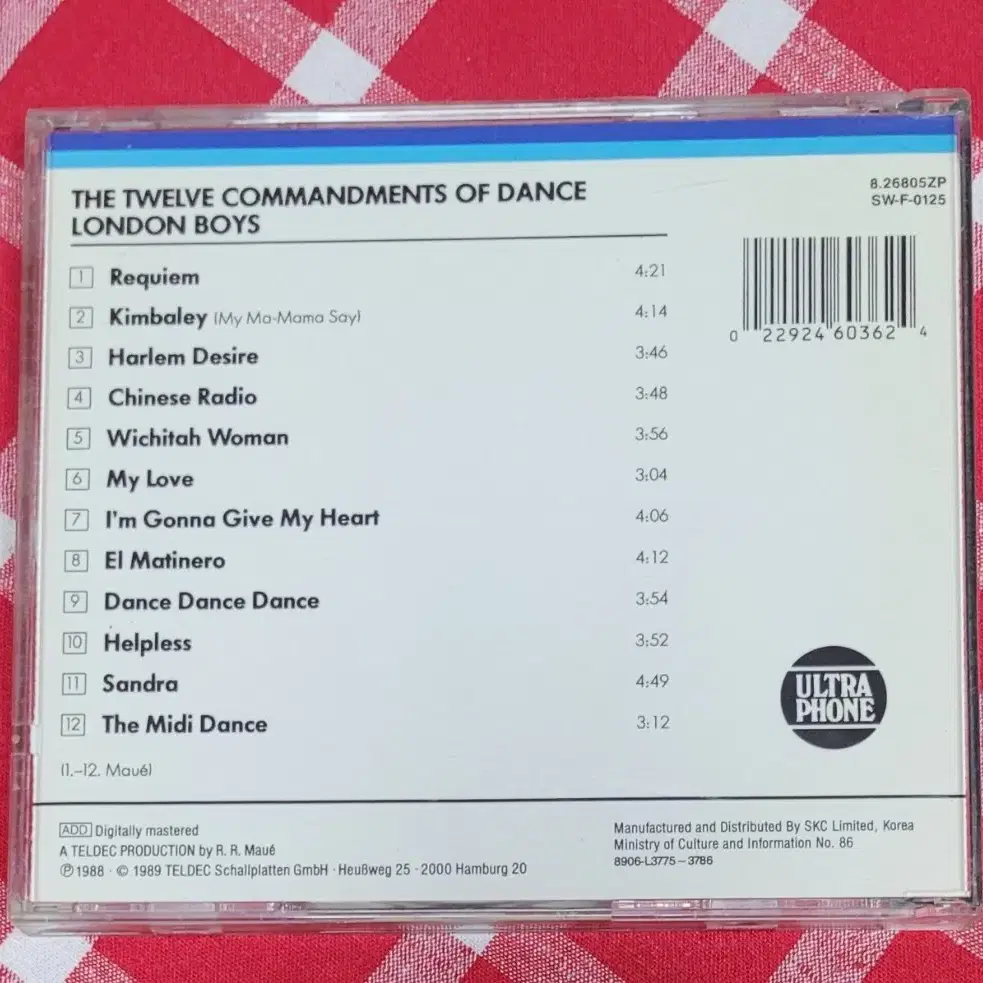 THE TWELVE COMMANDMENTS OF DANCE
LONDON BOYS
8.26805ZP
SW-F-0125
1 Requiem 4:21
2 Kimbaley (My Ma-Mama Say) 4:14
3 Harlem Desire 3:46
4 Chinese Radio 3:48
5 Wichitah Woman 3:56
6 My Love 3:04
7 I'm Gonna Give My Heart 4:06
8 El Matinero 4:12
9 Dance Dance Dance 3:54
10 Helpless 3:52
11 Sandra 4:49
12 The Midi Dance 3:12
(1.–12. Maué)
0 22924 60362 4
ULTRA
PHONE
ADD Digitally mastered
A TELDEC PRODUCTION by R. R. Maué
℗ 1988 · © 1989 TELDEC Schallplatten GmbH · Heußweg 25 · 2000 Hamburg 20
Manufactured and Distributed By SKC Limited, Korea
Ministry of Culture and Information No. 86
8906-L3775–3786